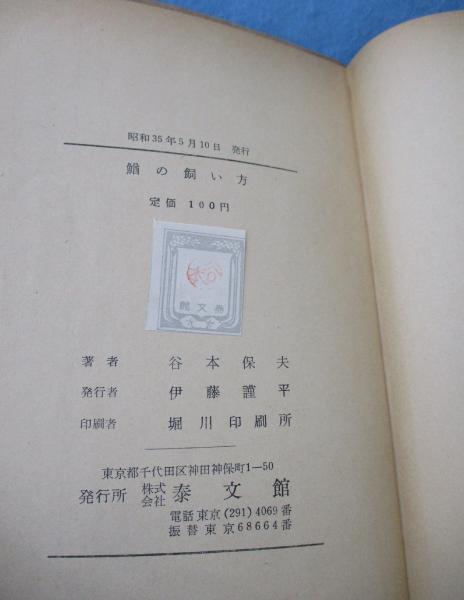 昭和35年5月10日 発行
鰌の飼い方
定価 100円
館文泰
著者 谷本保夫
発行者 伊藤謹平
印刷者 堀川印刷所
東京都千代田区神田神保町1—50
発行所 株式会社 泰文館
電話東京(291)4069番
振替東京68664番